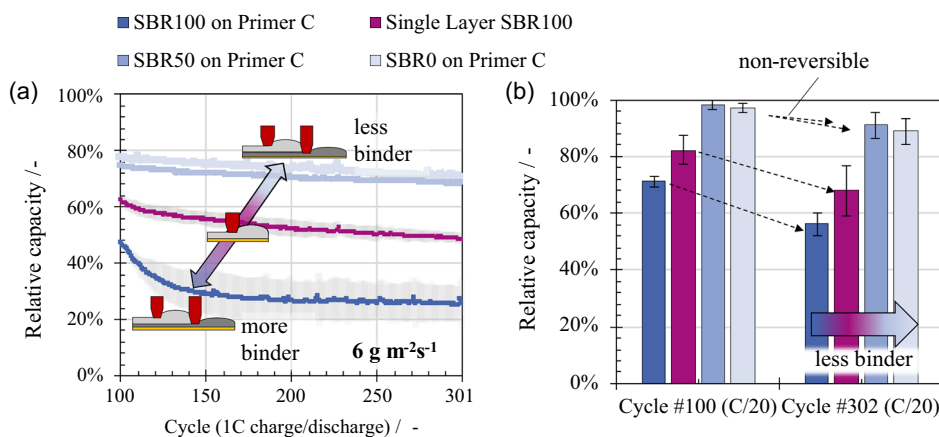 SBR100 on Primer C
Single Layer SBR100
SBR50 on Primer C
SBR0 on Primer C
(a)
100%
80%
60%
40%
20%
0%
Relative capacity / -
less
binder
more
binder
6 g m⁻²s⁻¹
100
150
200
250
301
Cycle (1C charge/discharge) / -
(b)
non-reversible
100%
80%
60%
40%
20%
0%
Relative capacity / -
less binder
Cycle #100 (C/20)
Cycle #302 (C/20)